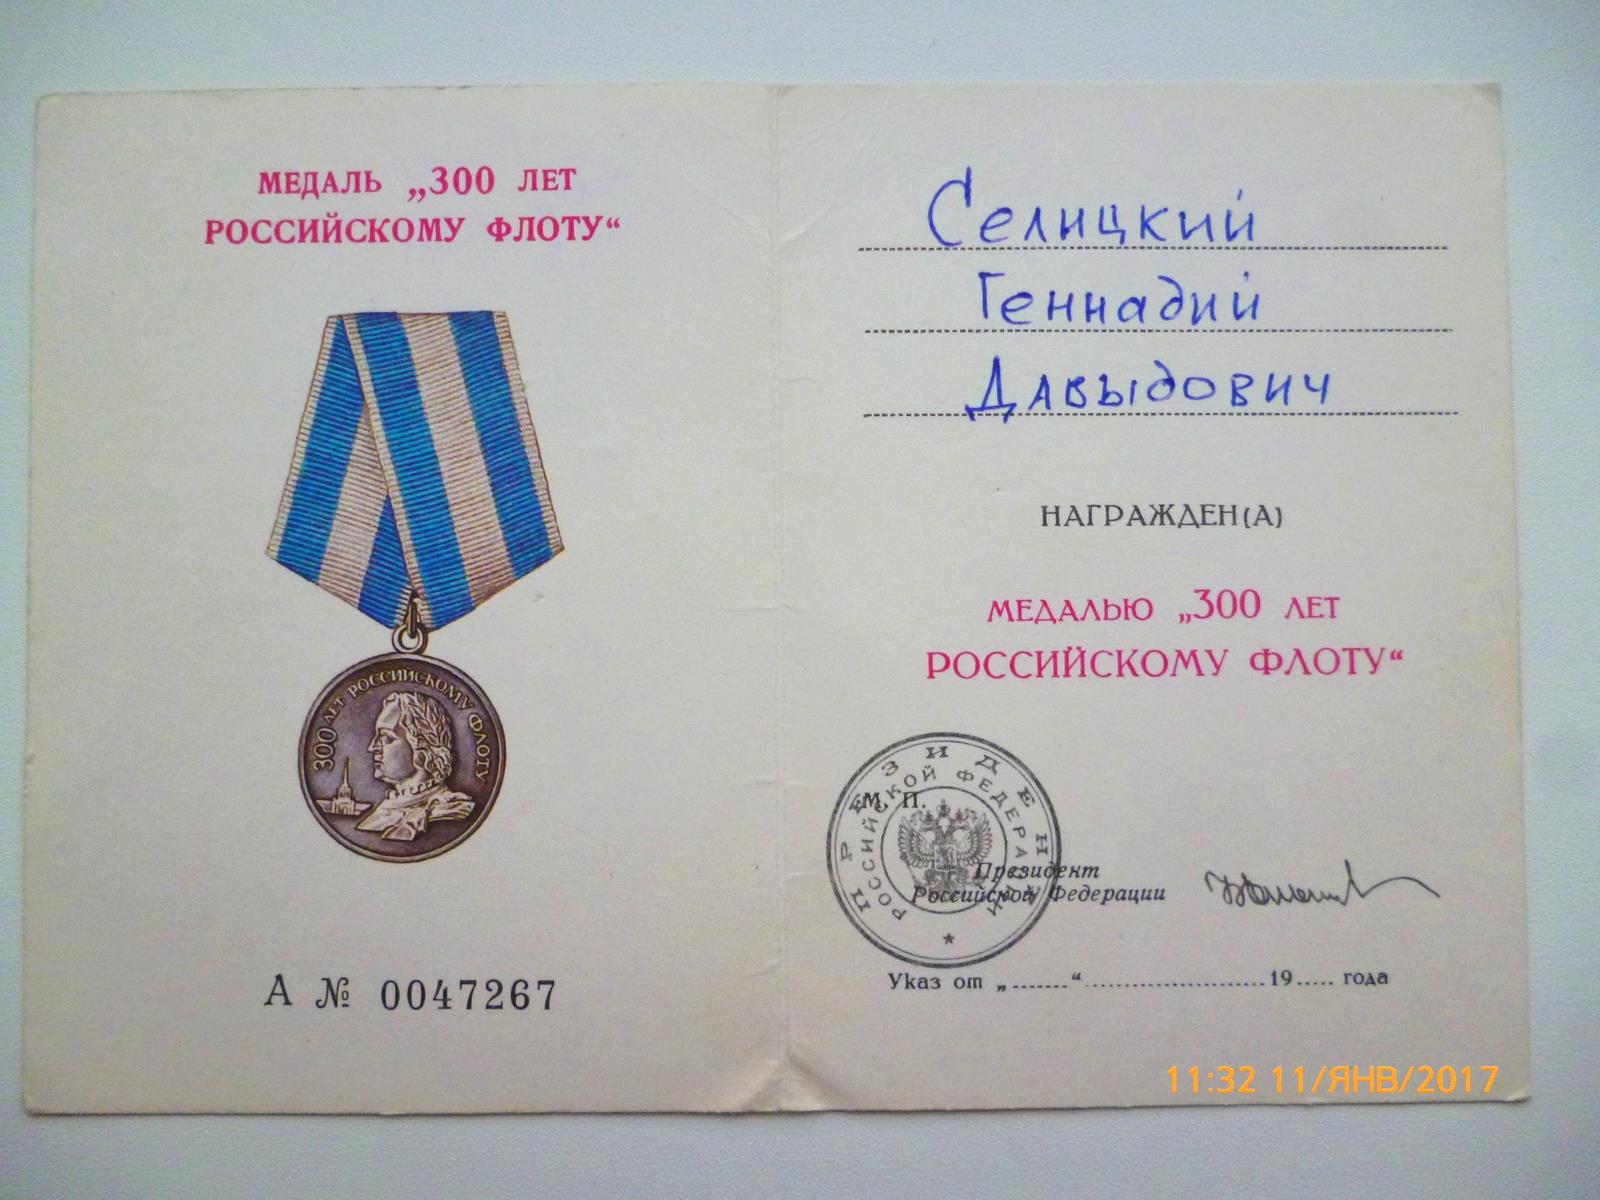 МЕДАЛЬ „300 ЛЕТ
РОССИЙСКОМУ ФЛОТУ“
300 ЛЕТ РОССИЙСКОМУ ФЛОТУ
А № 0047267
Селицкий
Геннадий
Давыдович
НАГРАЖДЕН(А)
МЕДАЛЬЮ „300 ЛЕТ
РОССИЙСКОМУ ФЛОТУ“
ПРЕЗИДЕНТ
РОССИЙСКОЙ ФЕДЕРАЦИИ
М. П.
Президент
Российской Федерации
Указ от „.......“......................19..... года
11:32 11/ЯНВ/2017